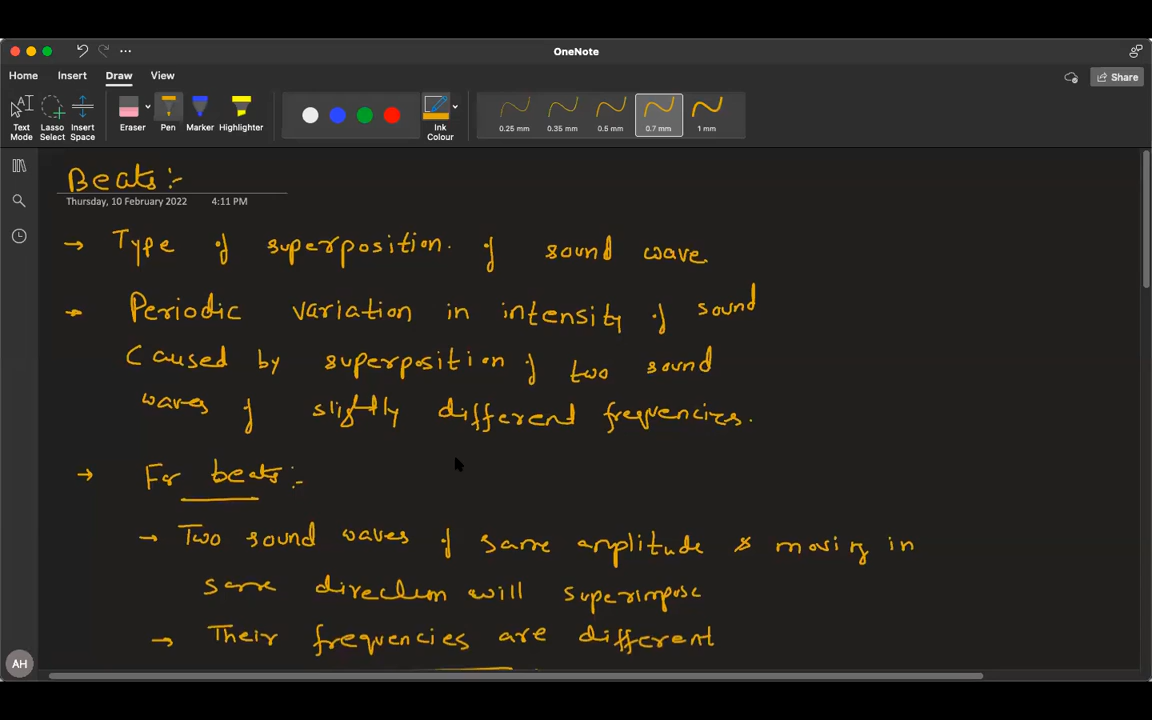 OneNote
Home Insert Draw View
Share
Text Mode
Lasso Select
Insert Space
Eraser
Pen
Marker
Highlighter
Ink Colour
0.25 mm
0.35 mm
0.5 mm
0.7 mm
1 mm
Beats:-
Thursday, 10 February 2022 4:11 PM
→ Type of superposition of sound wave.
→ Periodic variation in intensity of sound
Caused by superposition of two sound
waves of slightly different frequencies.
→ For beats:-
→ Two sound waves of same amplitude & moving in
same direction will superimpose
→ Their frequencies are different
AH